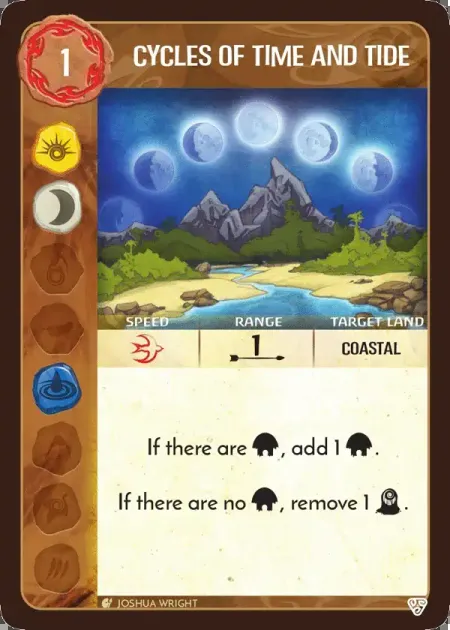 1
CYCLES OF TIME AND TIDE
SPEED RANGE TARGET LAND
1 COASTAL
If there are , add 1 .
If there are no , remove 1 .
JOSHUA WRIGHT